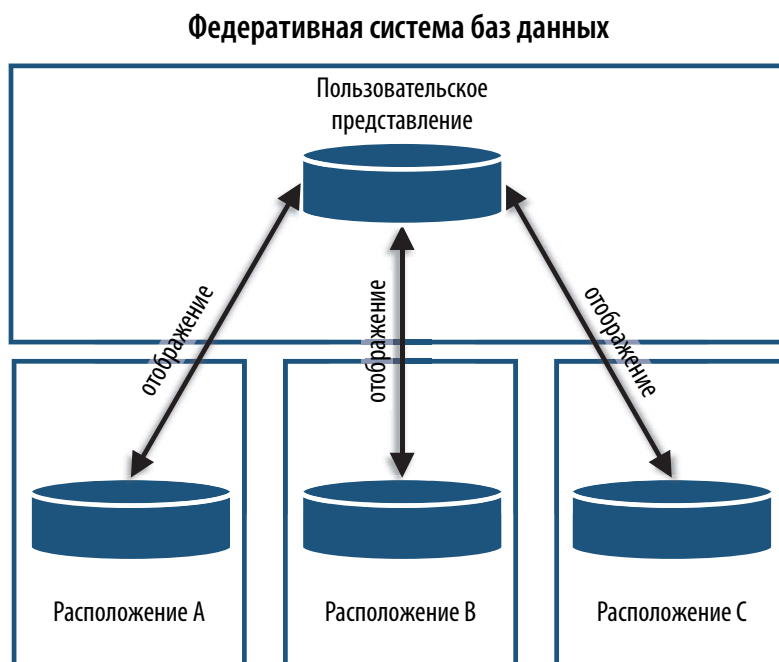 Федеративная система баз данных
Пользовательское
представление
отображение
отображение
отображение
Расположение A
Расположение B
Расположение C